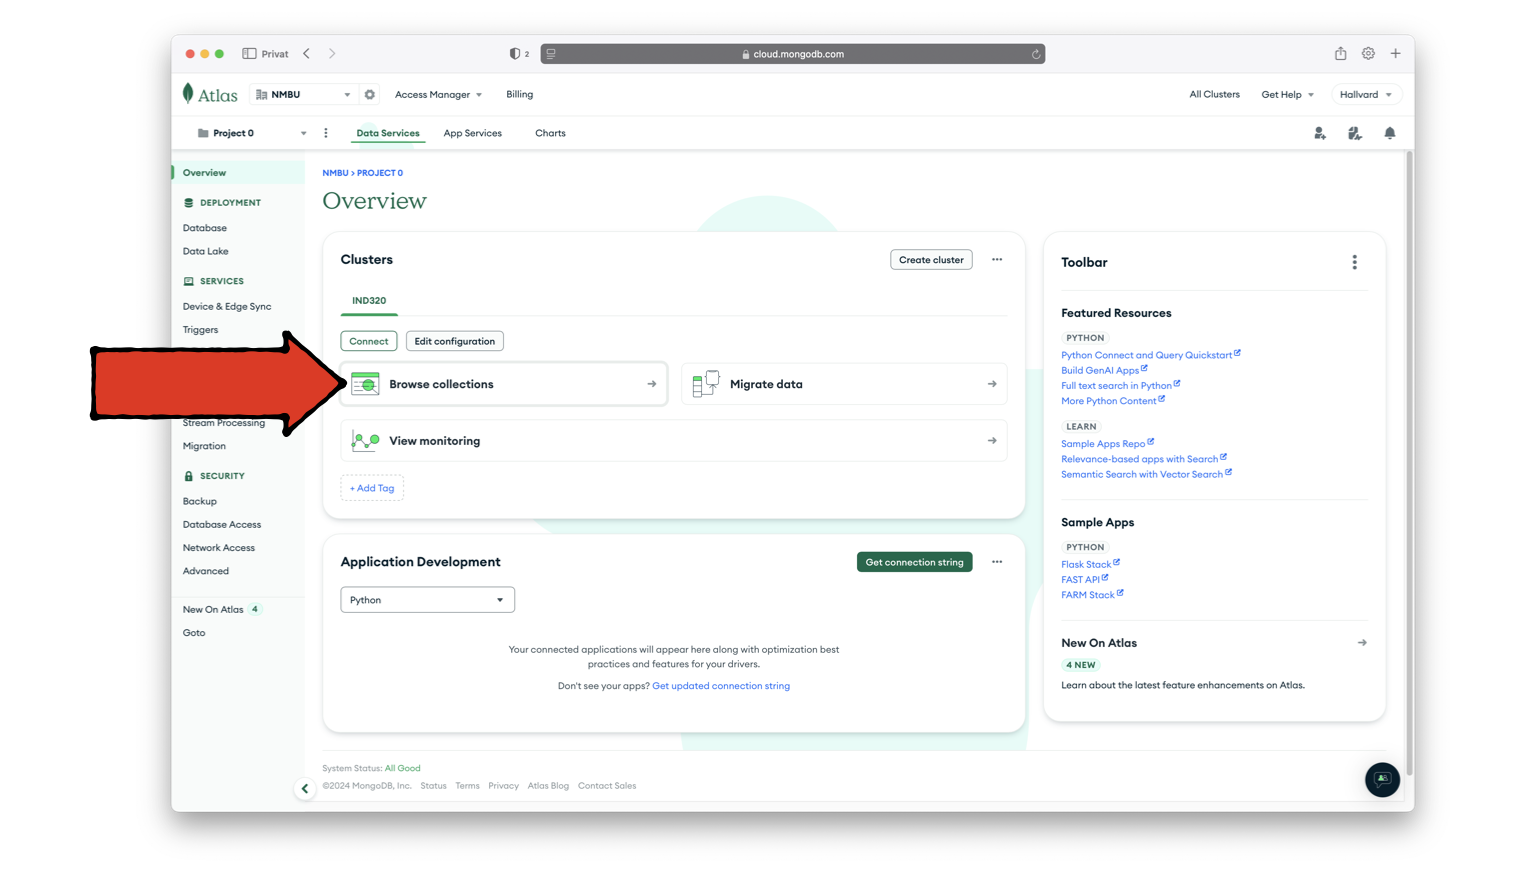 Privat
2
cloud.mongodb.com
Atlas
NMBU
Access Manager
Billing
All Clusters
Get Help
Hallvard
Project 0
Data Services
App Services
Charts
Overview
DEPLOYMENT
Database
Data Lake
SERVICES
Device & Edge Sync
Triggers
Stream Processing
Migration
SECURITY
Backup
Database Access
Network Access
Advanced
New On Atlas 4
Goto
NMBU > PROJECT 0
Overview
Clusters
Create cluster
IND320
Connect
Edit configuration
Browse collections
Migrate data
View monitoring
+ Add Tag
Application Development
Get connection string
Python
Your connected applications will appear here along with optimization best
practices and features for your drivers.
Don't see your apps? Get updated connection string
Toolbar
Featured Resources
PYTHON
Python Connect and Query Quickstart
Build GenAI Apps
Full text search in Python
More Python Content
LEARN
Sample Apps Repo
Relevance-based apps with Search
Semantic Search with Vector Search
Sample Apps
PYTHON
Flask Stack
FAST API
FARM Stack
New On Atlas
4 NEW
Learn about the latest feature enhancements on Atlas.
System Status: All Good
©2024 MongoDB, Inc. Status Terms Privacy Atlas Blog Contact Sales